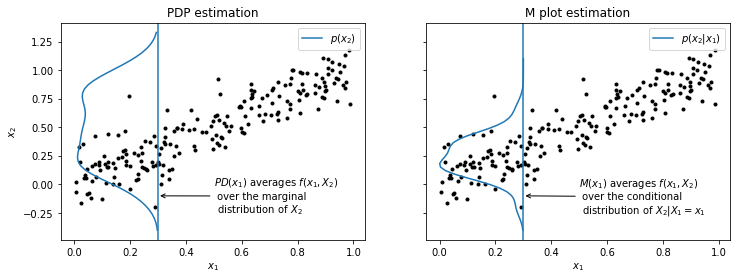 PDP estimation
M plot estimation
p(x₂)
p(x₂|x₁)
1.25
1.00
0.75
0.50
0.25
0.00
−0.25
x₂
PD(x₁) averages f(x₁, X₂)
over the marginal
distribution of X₂
M(x₁) averages f(x₁, X₂)
over the conditional
distribution of X₂|X₁ = x₁
0.0 0.2 0.4 0.6 0.8 1.0
0.0 0.2 0.4 0.6 0.8 1.0
x₁
x₁